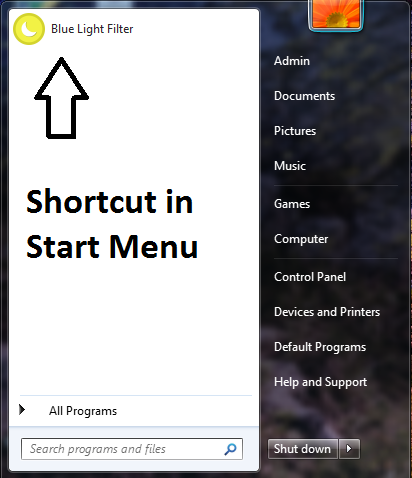 Blue Light Filter
Shortcut in
Start Menu
All Programs
Search programs and files
Admin
Documents
Pictures
Music
Games
Computer
Control Panel
Devices and Printers
Default Programs
Help and Support
Shut down